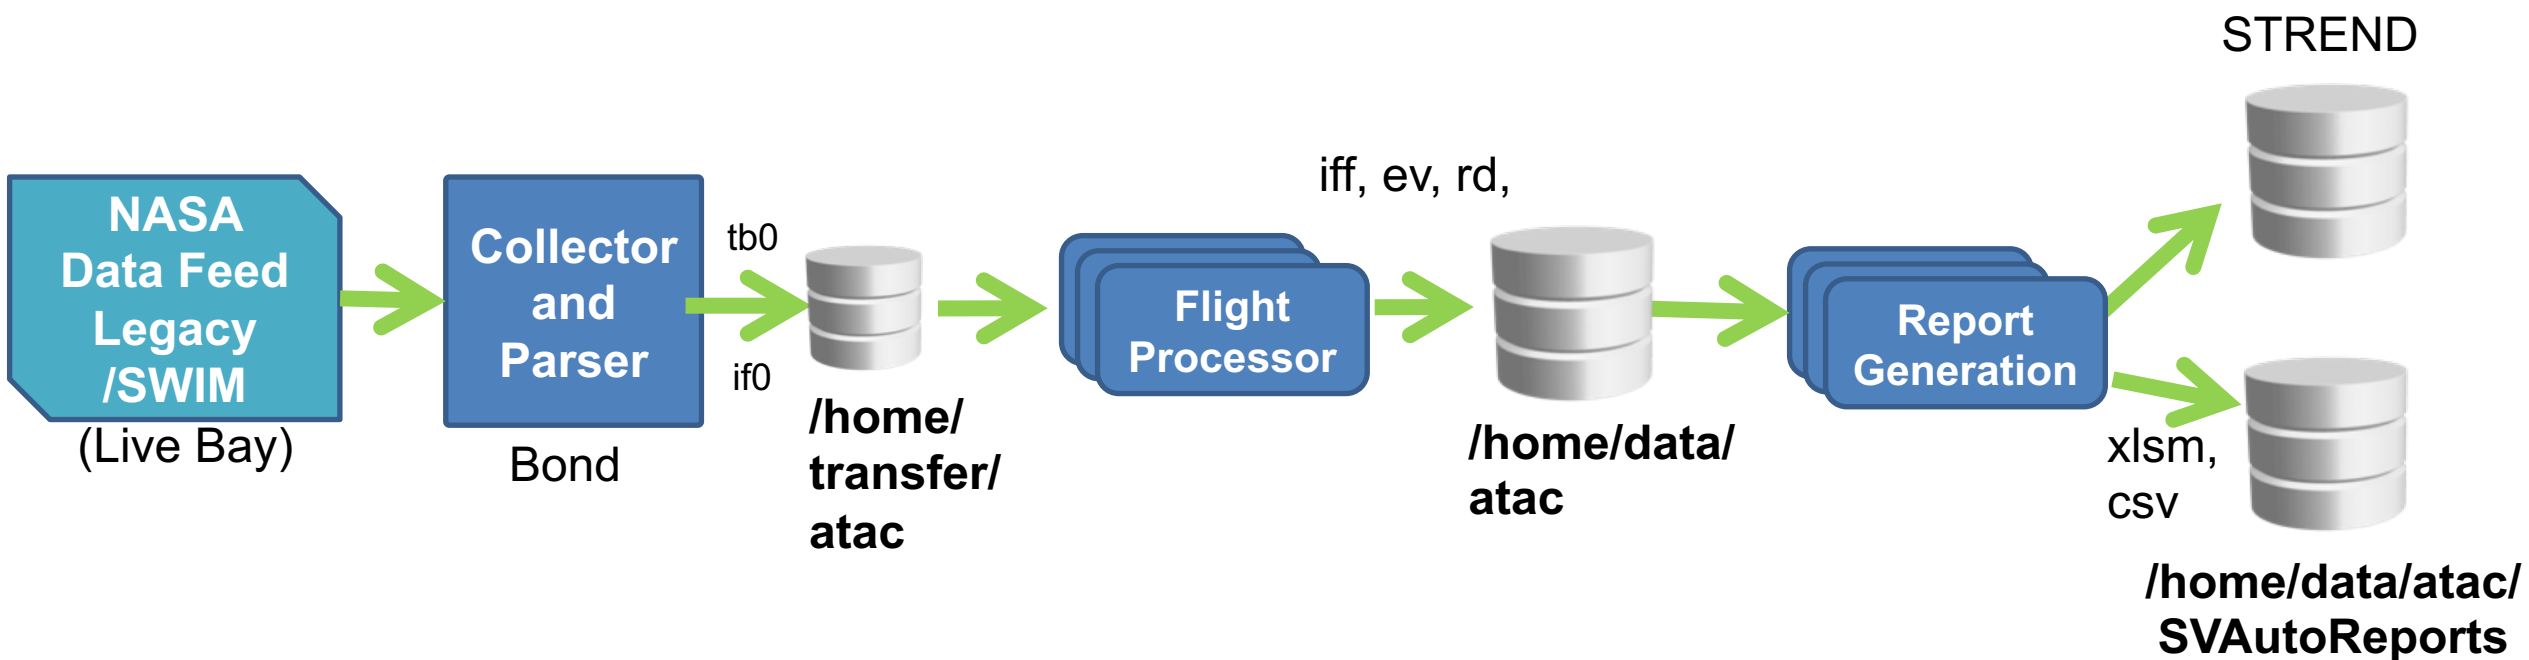 NASA
Data Feed
Legacy
/SWIM
(Live Bay)
Collector
and
Parser
Bond
tb0
if0
/home/
transfer/
atac
Flight
Processor
iff, ev, rd,
/home/data/
atac
Report
Generation
STREND
xlsm,
csv
/home/data/atac/
SVAutoReports